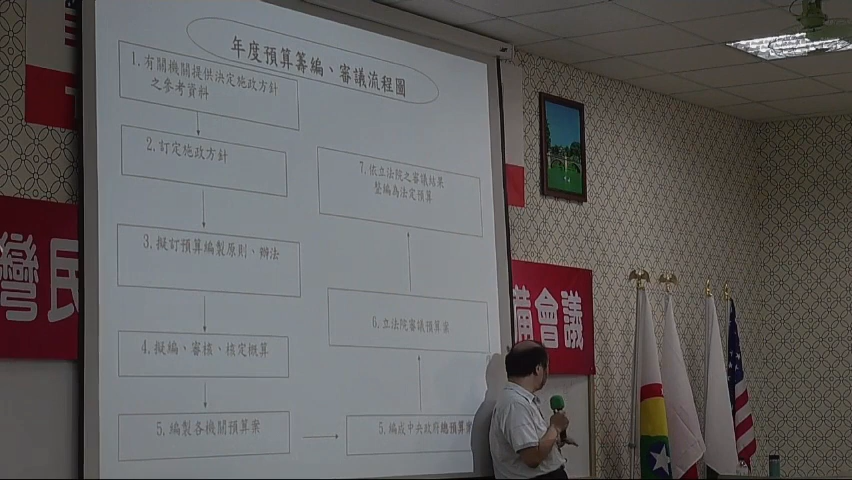 年度預算籌編、審議流程圖
1.有關機關提供決定施政方針
之參考資料
2.訂定施政方針
3.擬訂預算編製原則、辦法
4.擬編、審核、核定概算
5.編製各機關預算案
5.編成中央政府總預算案
6.立法院審議預算案
7.依立法院之審議結果
整編為法定預算
灣民
會議